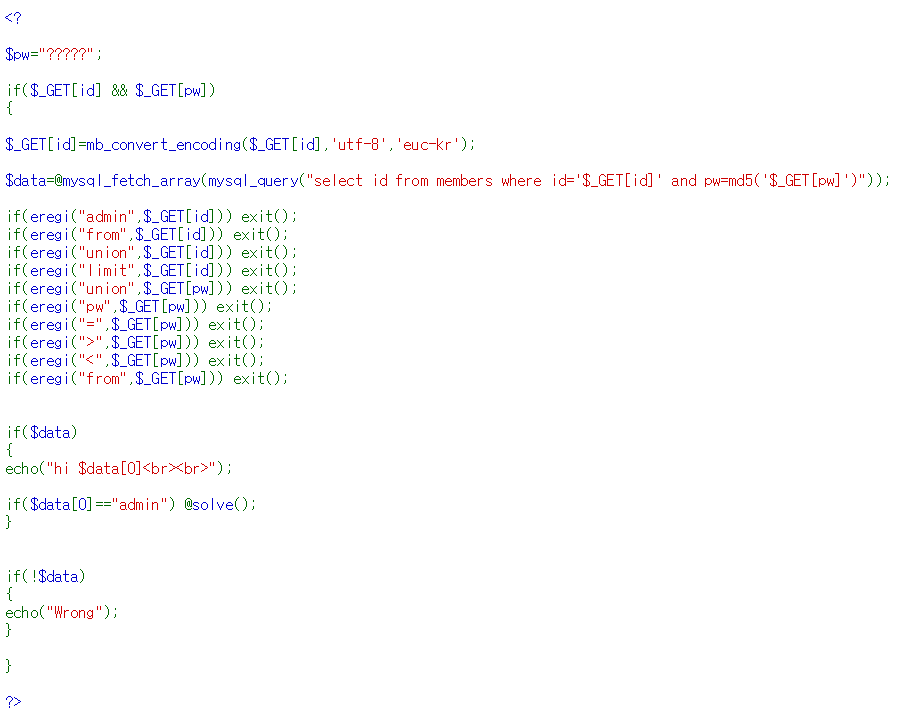 <?
$pw="?????";
if($_GET[id] && $_GET[pw])
{
$_GET[id]=mb_convert_encoding($_GET[id],'utf-8','euc-kr');
$data=@mysql_fetch_array(mysql_query("select id from members where id='$_GET[id]' and pw=md5('$_GET[pw]')"));
if(eregi("admin",$_GET[id])) exit();
if(eregi("from",$_GET[id])) exit();
if(eregi("union",$_GET[id])) exit();
if(eregi("limit",$_GET[id])) exit();
if(eregi("union",$_GET[pw])) exit();
if(eregi("pw",$_GET[pw])) exit();
if(eregi("=",$_GET[pw])) exit();
if(eregi(">",$_GET[pw])) exit();
if(eregi("<",$_GET[pw])) exit();
if(eregi("from",$_GET[pw])) exit();
if($data)
{
echo("hi $data[0]<br><br>");
if($data[0]=="admin") @solve();
}
if(!$data)
{
echo("Wrong");
}
}
?>